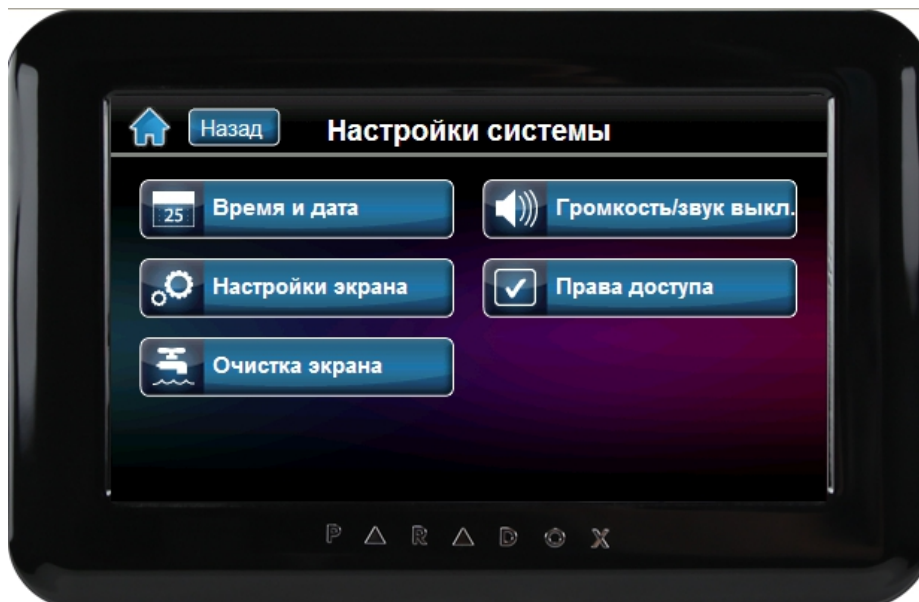 Назад
Настройки системы
25
Время и дата
Громкость/звук выкл.
Настройки экрана
Права доступа
Очистка экрана
PARADOX